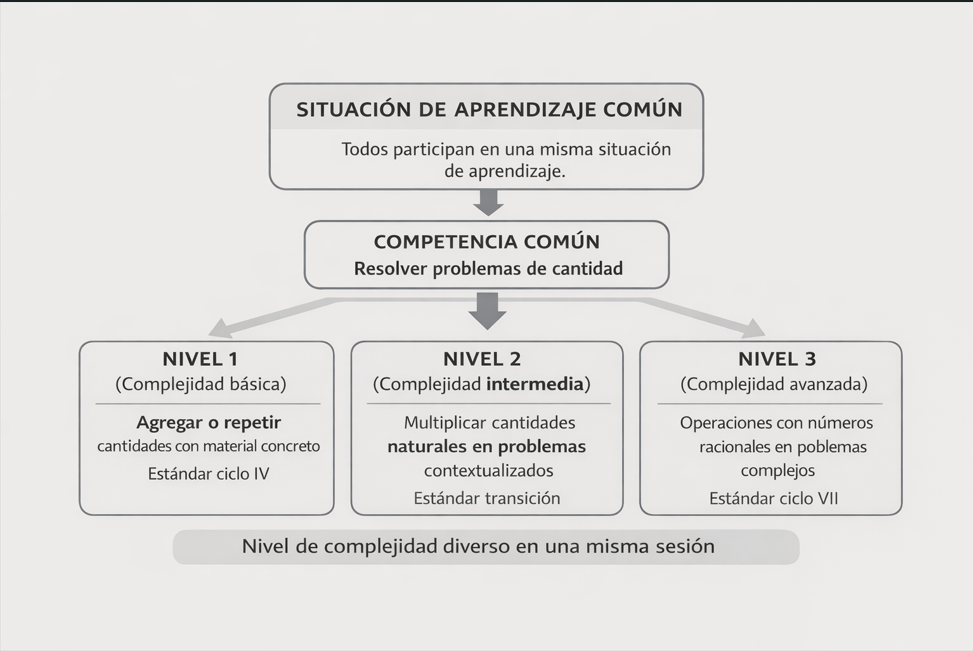 SITUACIÓN DE APRENDIZAJE COMÚN
Todos participan en una misma situación
de aprendizaje.
COMPETENCIA COMÚN
Resolver problemas de cantidad
NIVEL 1
(Complejidad básica)
Agregar o repetir
cantidades con material concreto
Estándar ciclo IV
NIVEL 2
(Complejidad intermedia)
Multiplicar cantidades
naturales en problemas
contextualizados
Estándar transición
NIVEL 3
(Complejidad avanzada)
Operaciones con números
racionales en poblemas
complejos
Estándar ciclo VII
Nivel de complejidad diverso en una misma sesión